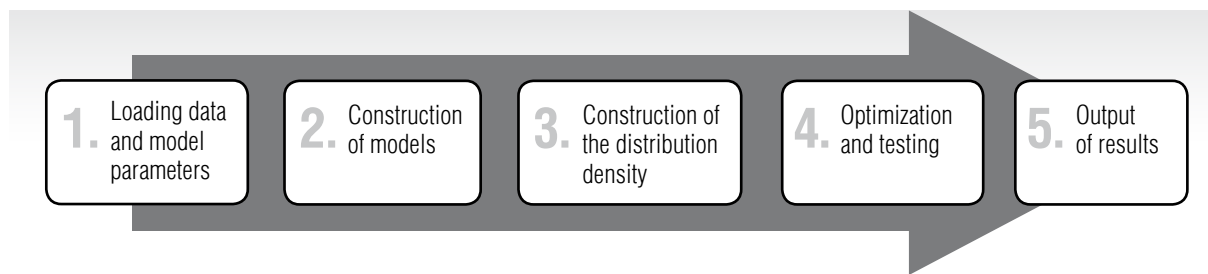 1. Loading data
and model
parameters
2. Construction
of models
3. Construction of
the distribution
density
4. Optimization
and testing
5. Output
of results